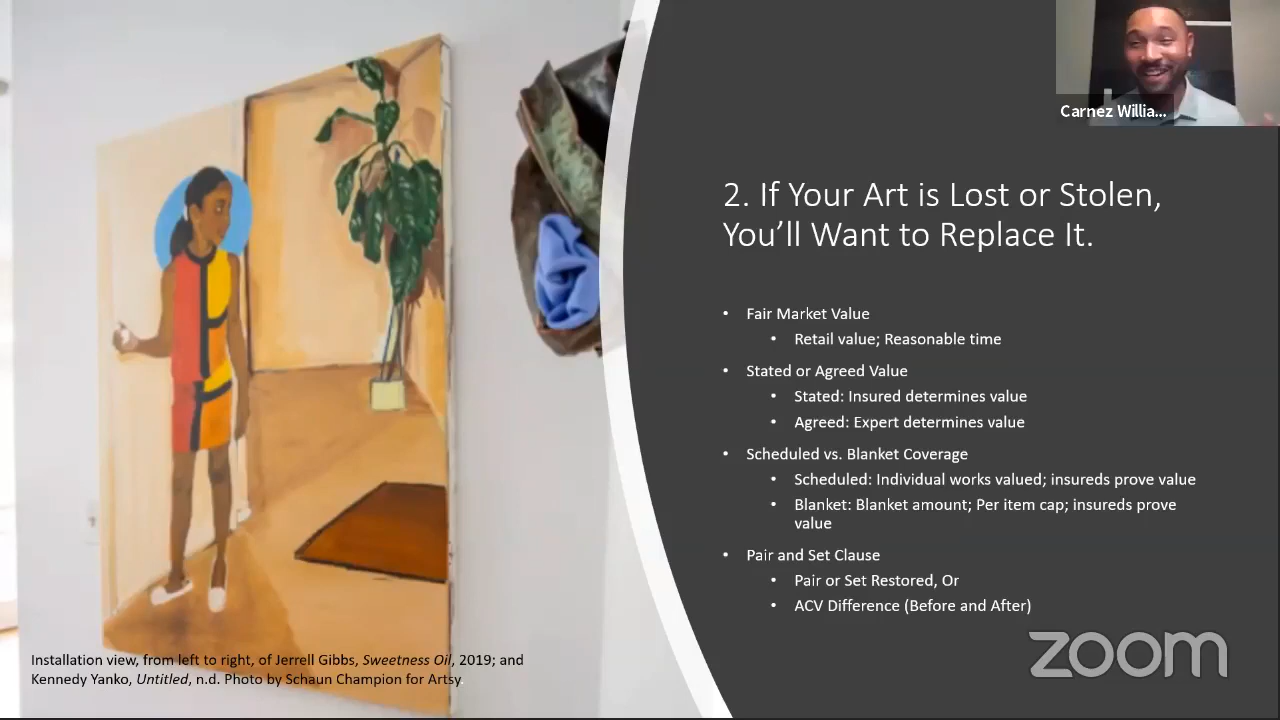 Carnez Willia...
2. If Your Art is Lost or Stolen,
You'll Want to Replace It.
• Fair Market Value
• Retail value; Reasonable time
• Stated or Agreed Value
• Stated: Insured determines value
• Agreed: Expert determines value
• Scheduled vs. Blanket Coverage
• Scheduled: Individual works valued; insureds prove value
• Blanket: Blanket amount; Per item cap; insureds prove
value
• Pair and Set Clause
• Pair or Set Restored, Or
• ACV Difference (Before and After)
Installation view, from left to right, of Jerrell Gibbs, Sweetness Oil, 2019; and
Kennedy Yanko, Untitled, n.d. Photo by Schaun Champion for Artsy.
zoom